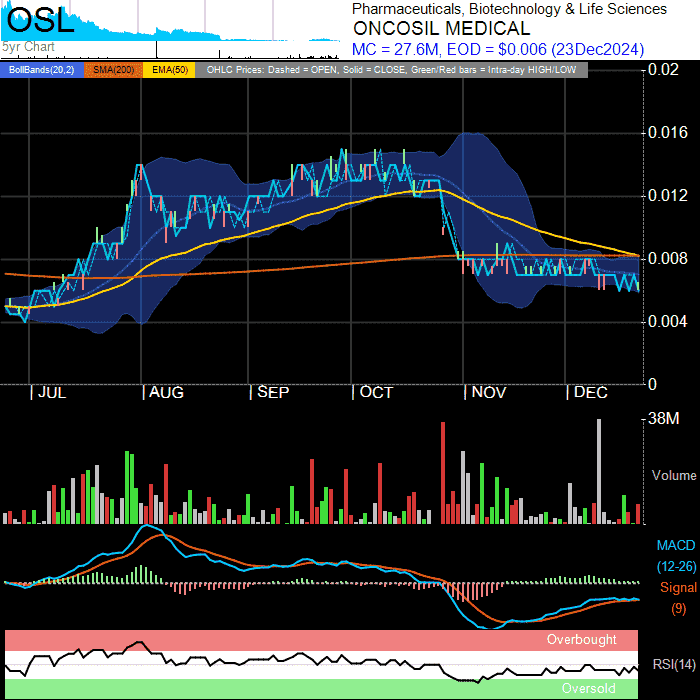 OSL
5yr Chart
Pharmaceuticals, Biotechnology & Life Sciences
ONCOSIL MEDICAL
MC = 27.6M, EOD = $0.006 (23Dec2024)
BollBands(20,2) SMA(200) EMA(50) OHLC Prices: Dashed = OPEN, Solid = CLOSE, Green/Red bars = Intra-day HIGH/LOW
0.02
0.016
0.012
0.008
0.004
0
| JUL | AUG | SEP | OCT | NOV | DEC
38M
Volume
MACD
(12-26)
Signal
(9)
Overbought
RSI(14)
Oversold